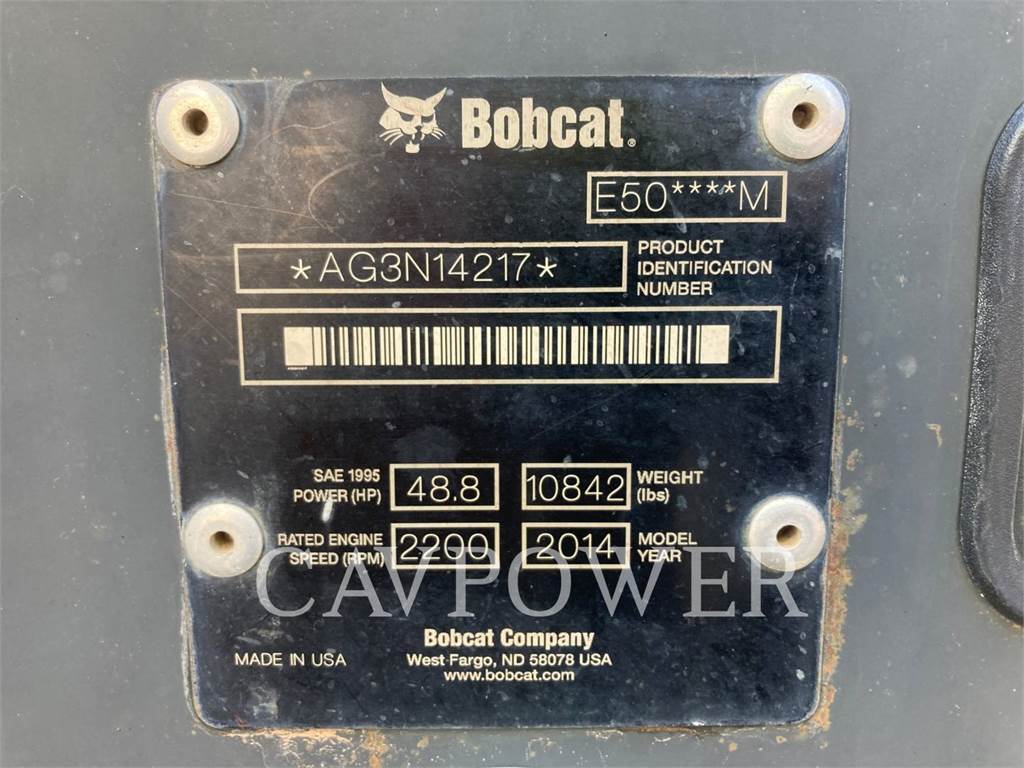 Bobcat®
E50****M
*AG3N14217*
PRODUCT
IDENTIFICATION
NUMBER
SAE 1995
POWER (HP)
48.8
10842
WEIGHT
(lbs)
RATED ENGINE
SPEED (RPM)
2200
2014
MODEL
YEAR
CAVPOWER
Bobcat Company
MADE IN USA
West Fargo, ND 58078 USA
www.bobcat.com